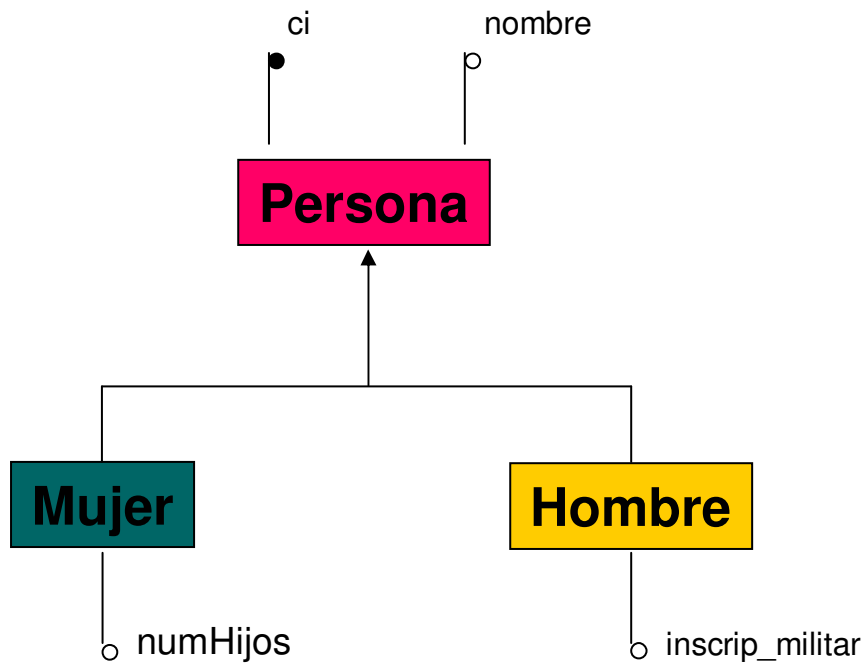 ci
nombre
Persona
Mujer
Hombre
numHijos
inscrip_militar